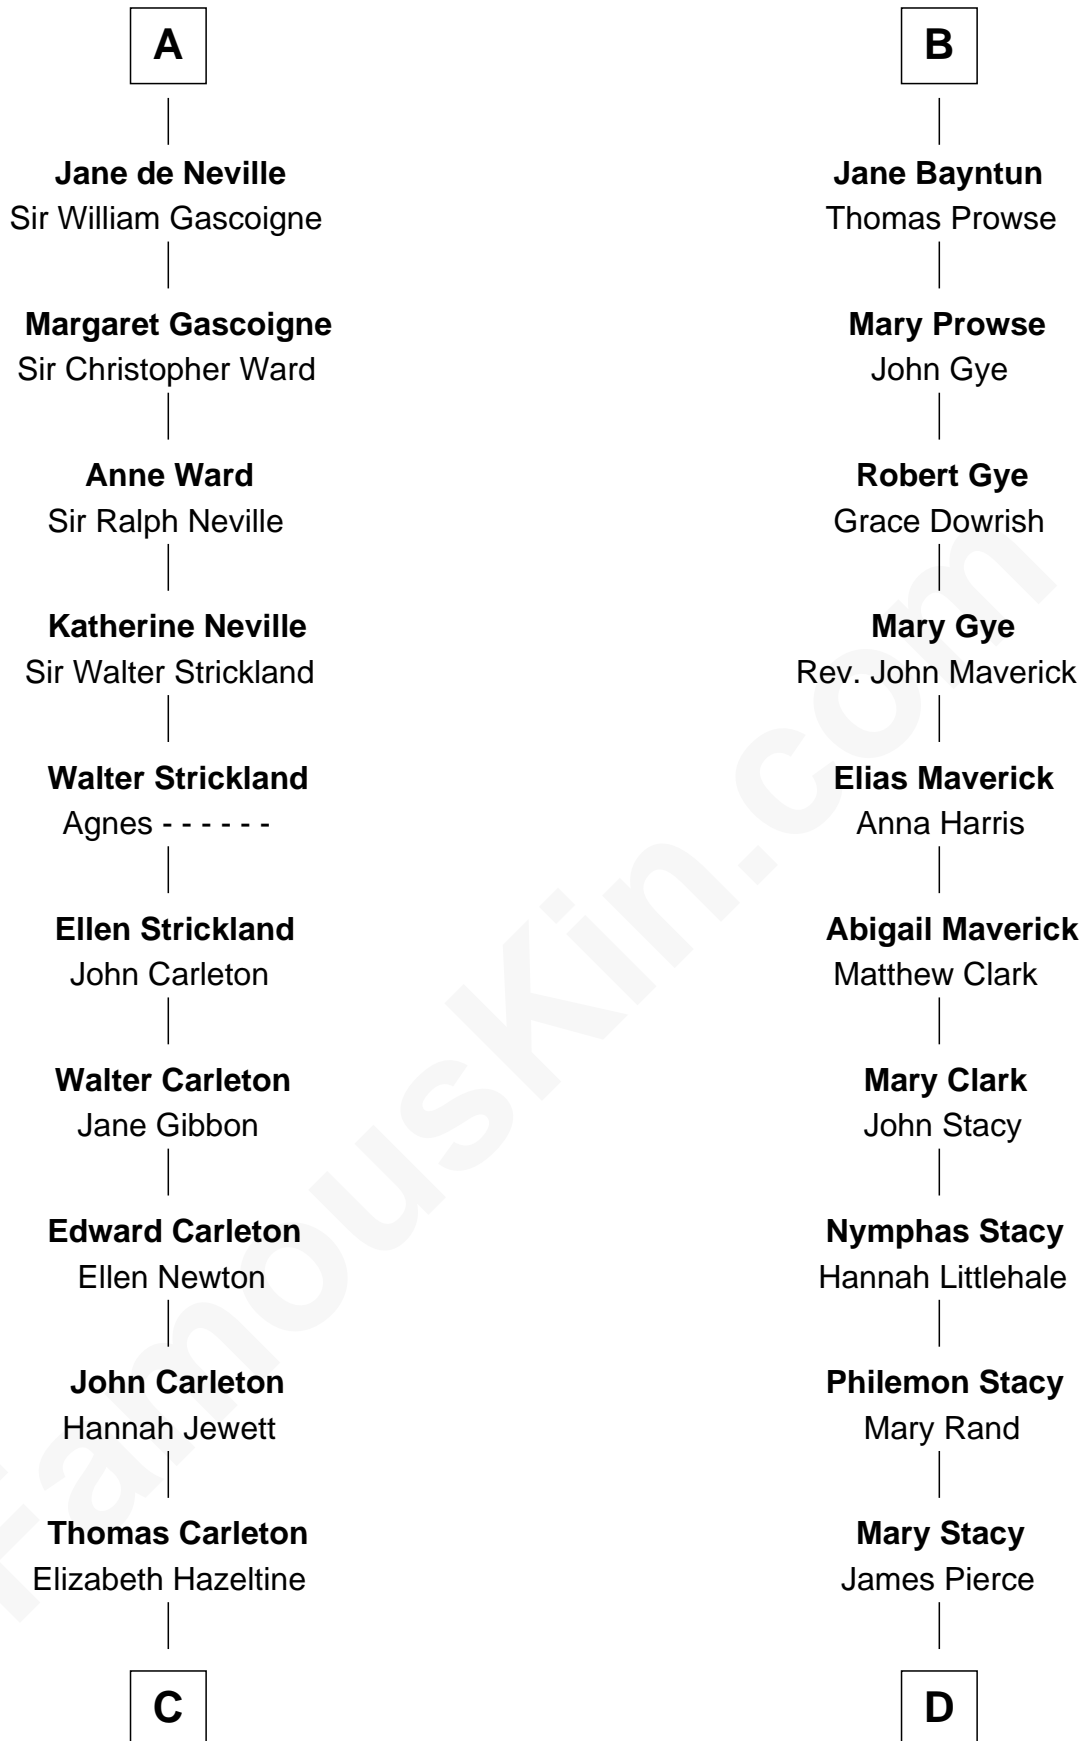 A
Jane de Neville
Sir William Gascoigne
Margaret Gascoigne
Sir Christopher Ward
Anne Ward
Sir Ralph Neville
Katherine Neville
Sir Walter Strickland
Walter Strickland
Agnes - - - - - -
Ellen Strickland
John Carleton
Walter Carleton
Jane Gibbon
Edward Carleton
Ellen Newton
John Carleton
Hannah Jewett
Thomas Carleton
Elizabeth Hazeltine
C
B
Jane Bayntun
Thomas Prowse
Mary Prowse
John Gye
Robert Gye
Grace Dowrish
Mary Gye
Rev. John Maverick
Elias Maverick
Anna Harris
Abigail Maverick
Matthew Clark
Mary Clark
John Stacy
Nymphas Stacy
Hannah Littlehale
Philemon Stacy
Mary Rand
Mary Stacy
James Pierce
D
FamousKin.com